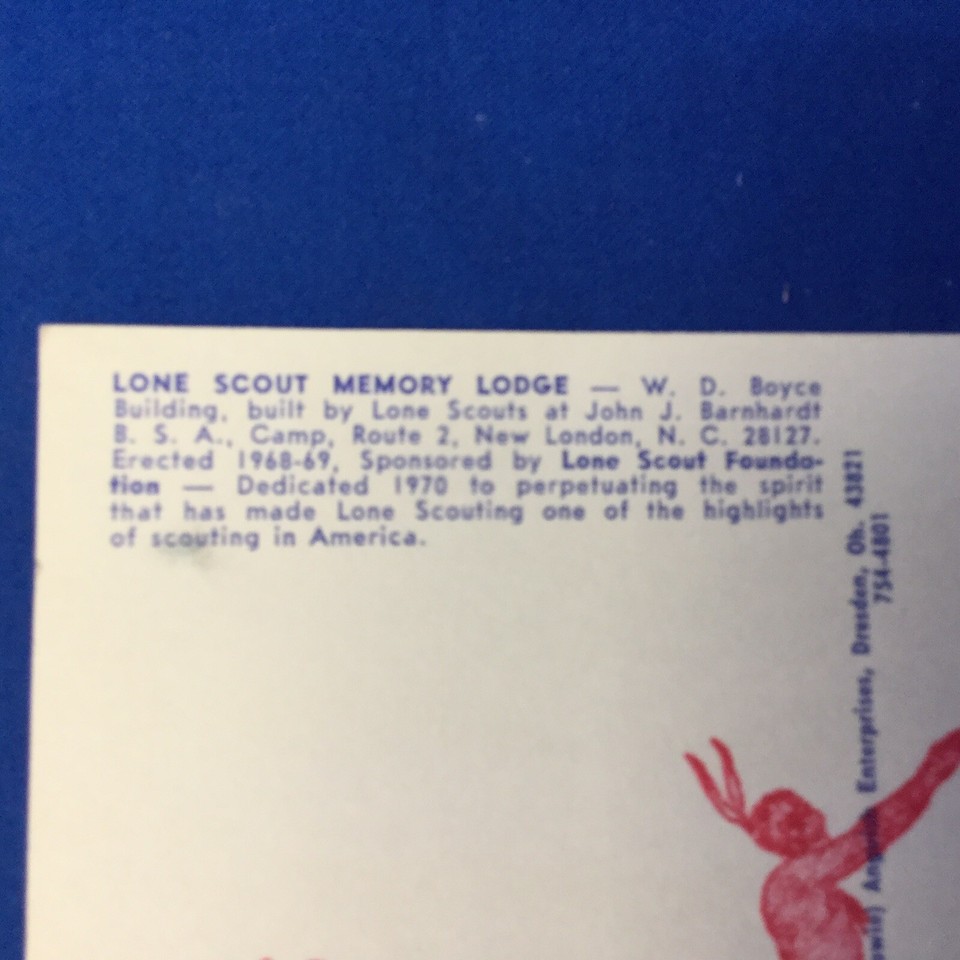 LONE SCOUT MEMORY LODGE — W. D. Boyce
Building, built by Lone Scouts at John J. Barnhardt
B. S. A., Camp, Route 2, New London, N. C. 28127.
Erected 1968-69, Sponsored by Lone Scout Founda-
tion — Dedicated 1970 to perpetuating the spirit
that has made Lone Scouting one of the highlights
of scouting in America.
Enterprises, Dresden, Oh. 43821
754-4801